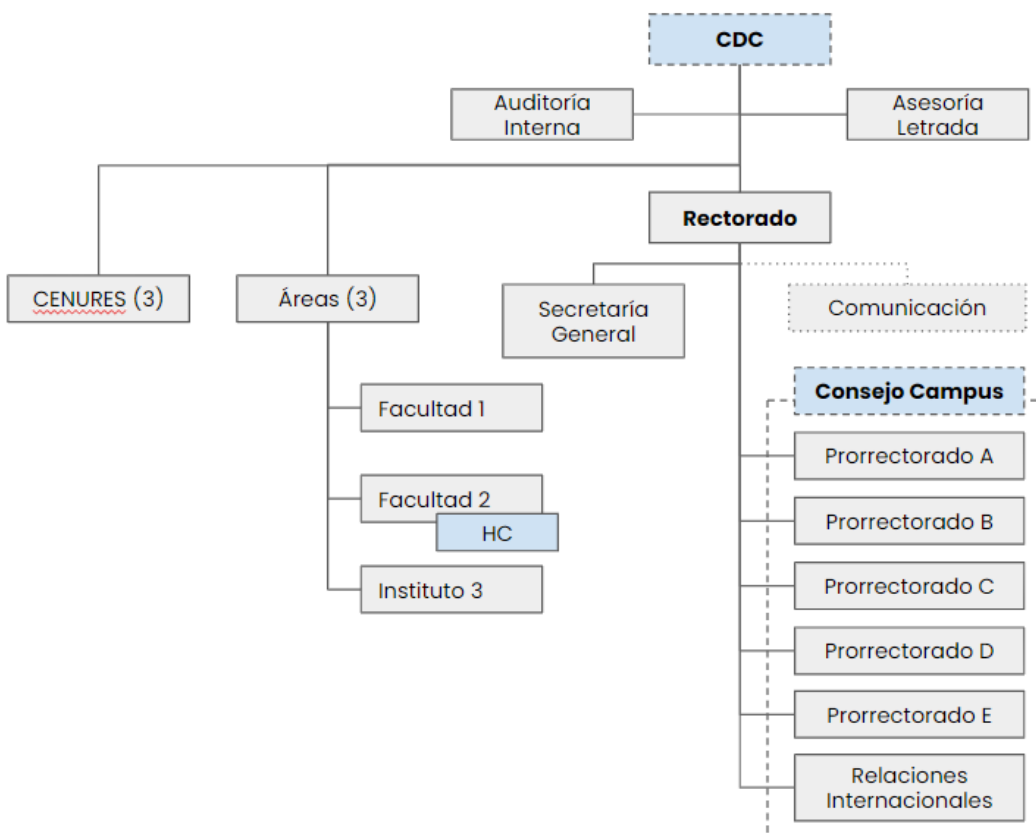 CDC
Auditoría
Interna
Asesoría
Letrada
Rectorado
CENURES (3)
Áreas (3)
Secretaría
General
Comunicación
Consejo Campus
Facultad 1
Prorrectorado A
Facultad 2
HC
Prorrectorado B
Instituto 3
Prorrectorado C
Prorrectorado D
Prorrectorado E
Relaciones
Internacionales